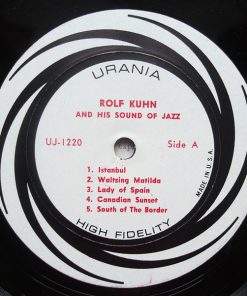 URANIA
ROLF KUHN
AND HIS SOUND OF JAZZ
UJ-1220 Side A
1. Istanbul
2. Waltzing Matilda
3. Lady of Spain
4. Canadian Sunset
5. South of The Border
MADE IN U.S.A.
HIGH FIDELITY